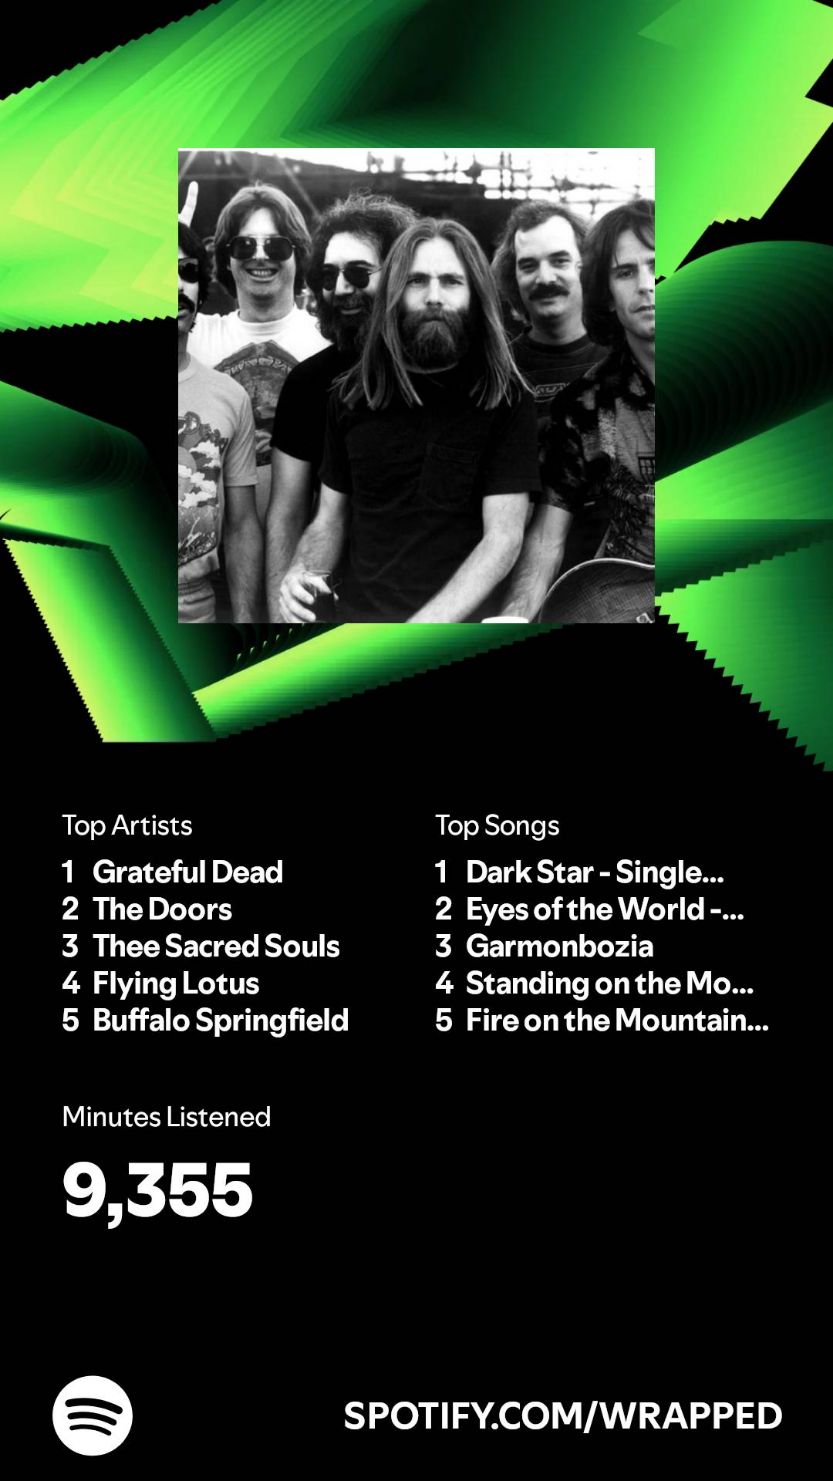 Top Artists
1 Grateful Dead
2 The Doors
3 Thee Sacred Souls
4 Flying Lotus
5 Buffalo Springfield
Top Songs
1 Dark Star - Single...
2 Eyes of the World -...
3 Garmonbozia
4 Standing on the Mo...
5 Fire on the Mountain...
Minutes Listened
9,355
SPOTIFY.COM/WRAPPED